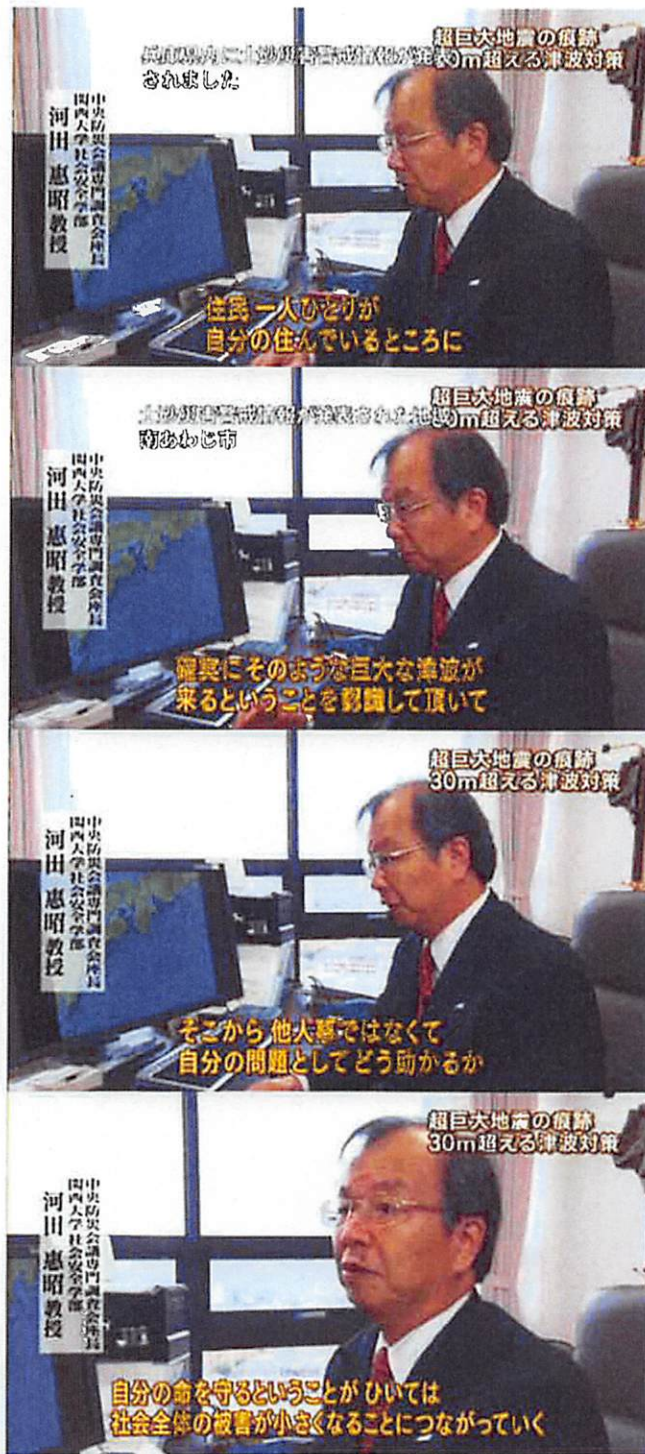 超巨大地震の痕跡
兵庫県内に土砂災害警戒情報が発表
0m超える津波対策
されました
中央防災会議専門調査会座長
関西大学社会安全学部
河田 惠昭教授
住民 一人ひとりが
自分の住んでいるところに
超巨大地震の痕跡
土砂災害警戒情報が発表された地域
0m超える津波対策
南あわじ市
中央防災会議専門調査会座長
関西大学社会安全学部
河田 惠昭教授
確実にそのような巨大な津波が
来るということを認識して頂いて
超巨大地震の痕跡
30m超える津波対策
中央防災会議専門調査会座長
関西大学社会安全学部
河田 惠昭教授
そこから 他人事ではなくて
自分の問題としてどう助かるか
超巨大地震の痕跡
30m超える津波対策
中央防災会議専門調査会座長
関西大学社会安全学部
河田 惠昭教授
自分の命を守るということが ひいては
社会全体の被害が小さくなることにつながっていく